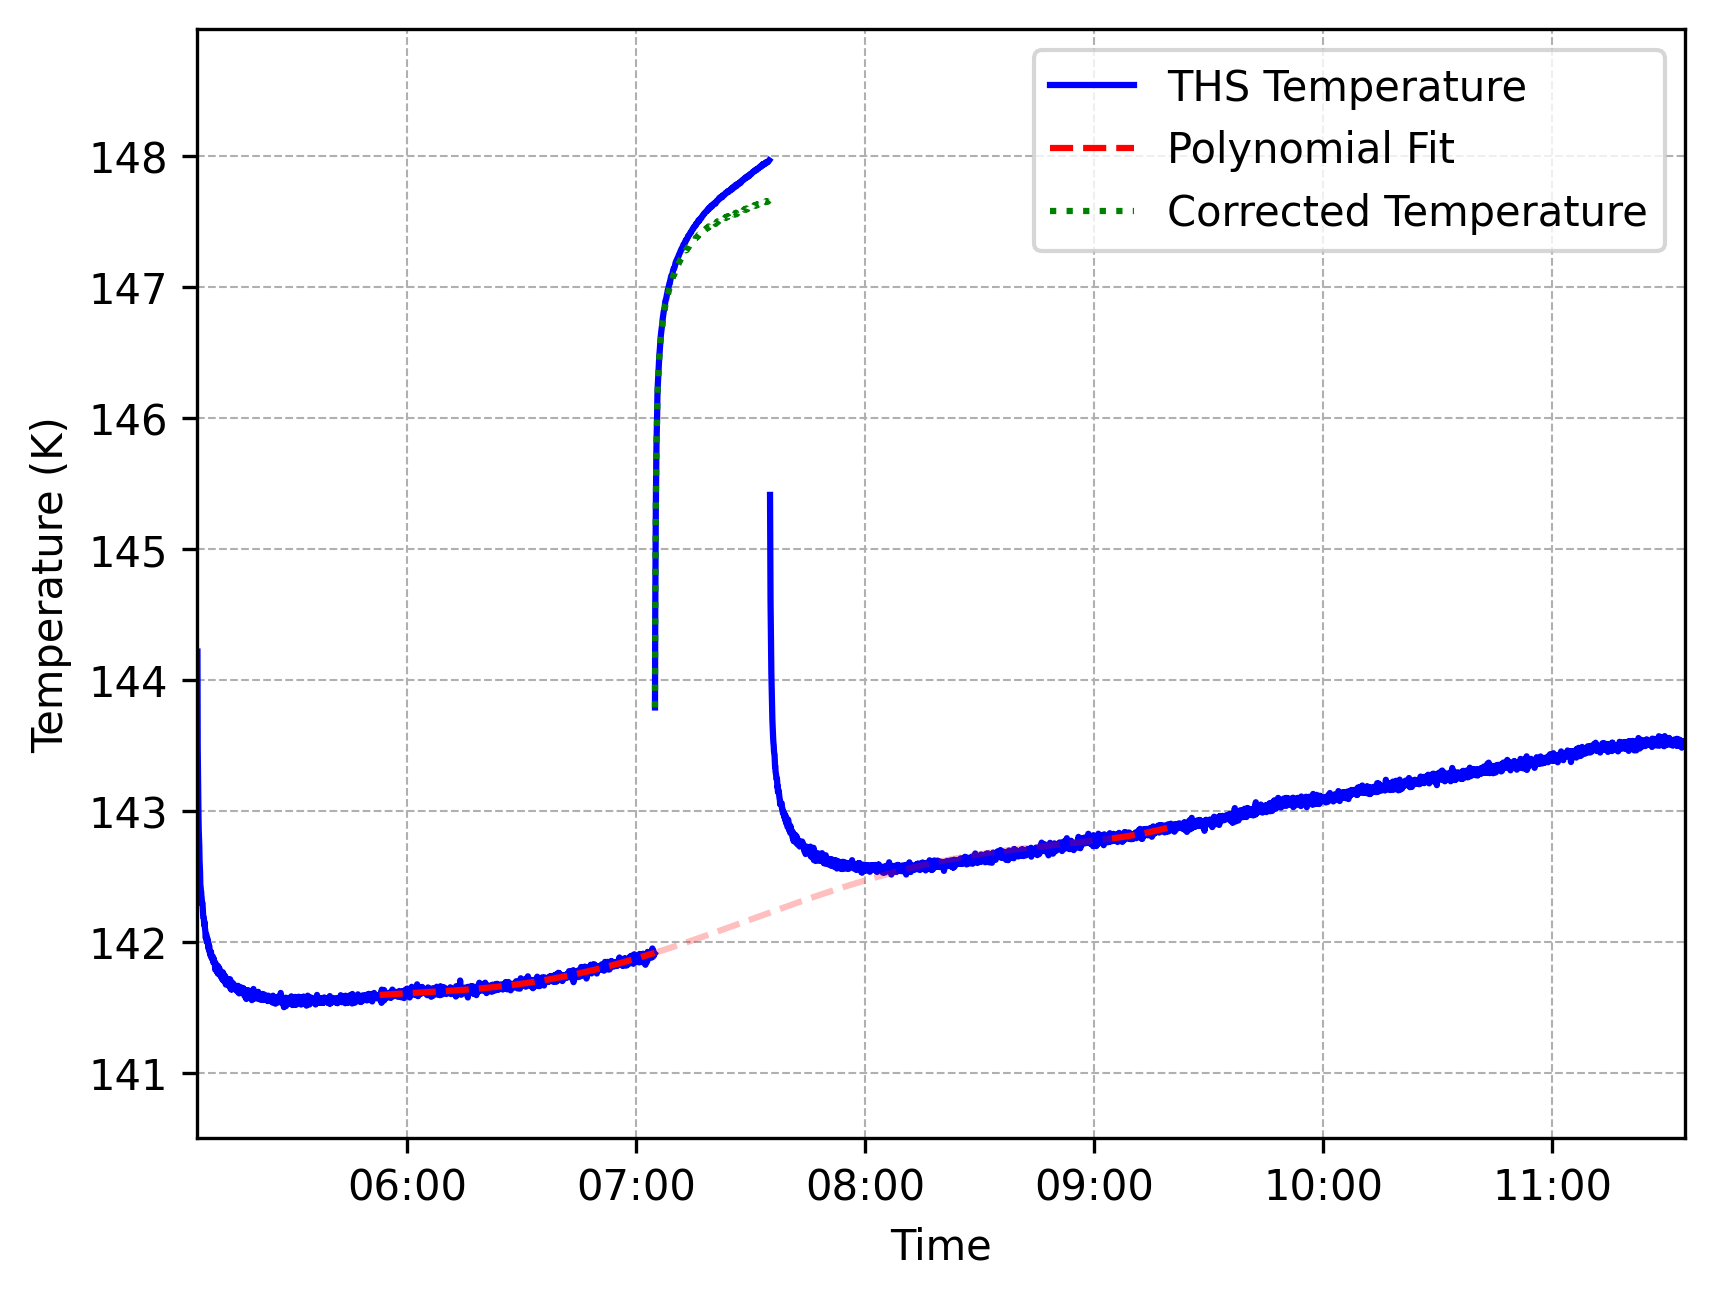 THS Temperature
Polynomial Fit
Corrected Temperature
148
147
146
145
144
143
142
141
Temperature (K)
06:00 07:00 08:00 09:00 10:00 11:00
Time